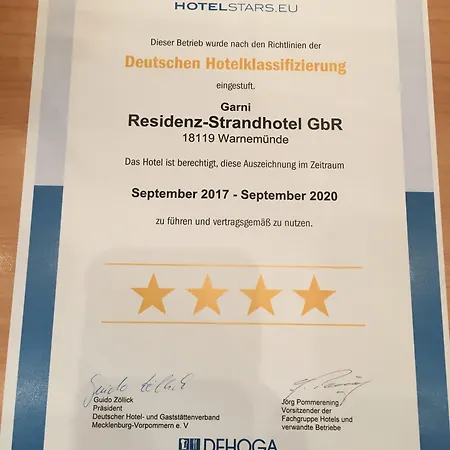 HOTELSTARS.EU
Dieser Betrieb wurde nach den Richtlinien der
Deutschen Hotelklassifizierung
eingestuft.
Garni
Residenz-Strandhotel GbR
18119 Warnemünde
Das Hotel ist berechtigt, diese Auszeichnung im Zeitraum
September 2017 - September 2020
zu führen und vertragsgemäß zu nutzen.
Guido Zöllick
Guido Zöllick
Präsident
Deutscher Hotel- und Gaststättenverband
Mecklenburg-Vorpommern e. V
Jörg Pommerening
Vorsitzender der
Fachgruppe Hotels und
verwandte Betriebe
DEHOGA